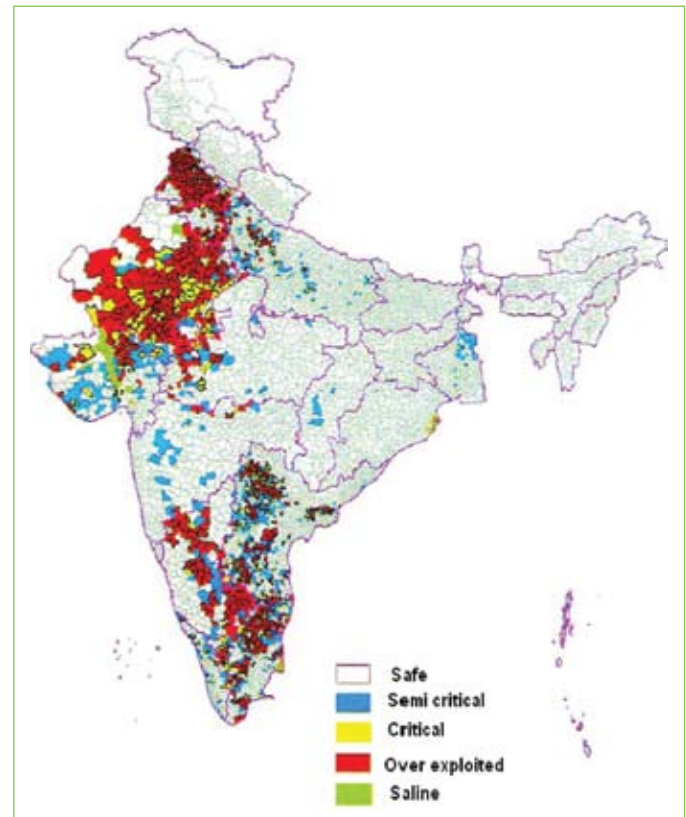 Safe
Semi critical
Critical
Over exploited
Saline